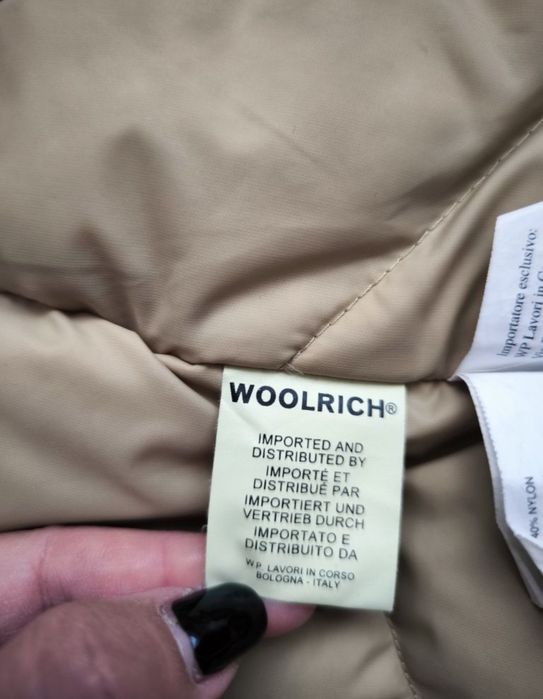 WOOLRICH®
IMPORTED AND
DISTRIBUTED BY
IMPORTÉ ET
DISTRIBUÉ PAR
IMPORTIERT UND
VERTRIEB DURCH
IMPORTATO E
DISTRIBUITO DA
W.P. LAVORI IN CORSO
BOLOGNA - ITALY
importatore esclusivo:
WP Lavori in C
40% NYLON